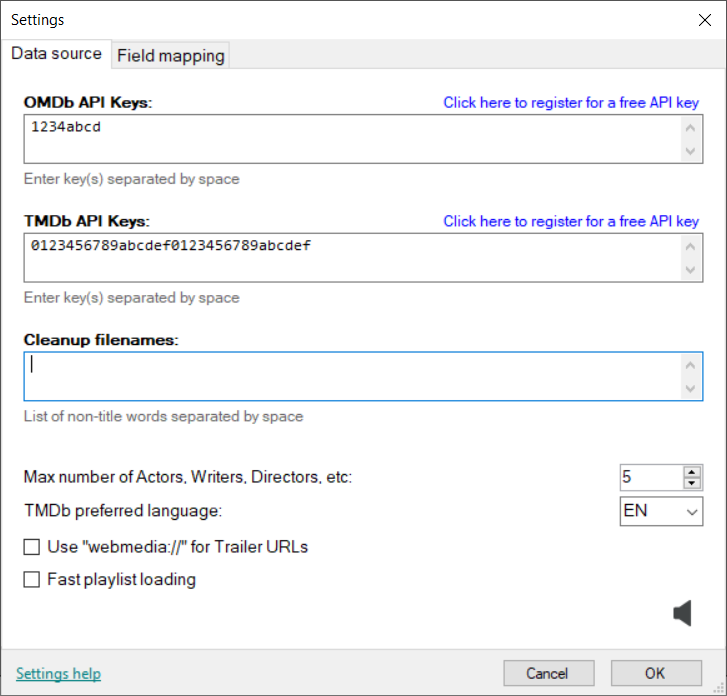 Settings
Data source
Field mapping
OMDb API Keys:
Click here to register for a free API key
1234abcd
Enter key(s) separated by space
TMDb API Keys:
Click here to register for a free API key
0123456789abcdef0123456789abcdef
Enter key(s) separated by space
Cleanup filenames:
List of non-title words separated by space
Max number of Actors, Writers, Directors, etc:
5
TMDb preferred language:
EN
Use "webmedia://" for Trailer URLs
Fast playlist loading
Settings help
Cancel
OK